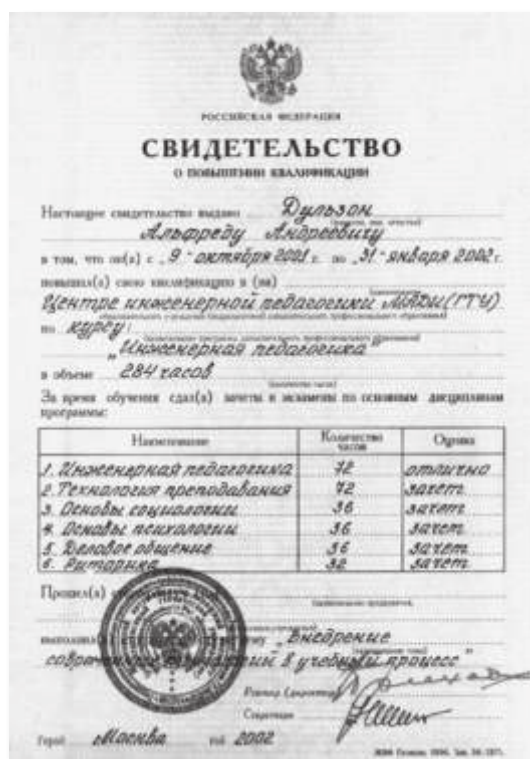 РОССИЙСКАЯ ФЕДЕРАЦИЯ
СВИДЕТЕЛЬСТВО
О ПОВЫШЕНИИ КВАЛИФИКАЦИИ
Настоящее свидетельство выдано Дульзон
Альфреду Андреевичу
в том, что он(а) с „9" октября 2001 г. по „31" января 2002 г.
повысил(а) свою квалификацию в (на)
Центре инженерной педагогики МАДИ (ГТУ)
по курсу:
„Инженерная педагогика"
в объеме 284 часов
(количество часов)
За время обучения сдал(а) зачеты и экзамены по основным дисциплинам
программы:
Наименование Количество часов Оценка
1. Инженерная педагогика 72 отлично
2. Технология преподавания 72 зачет
3. Основы социологии 36 зачет
4. Основы психологии 36 зачет
5. Деловое общение 36 зачет
6. Риторика 32 зачет
Прошел(а)
тему „Внедрение
в учебный процесс"
Ректор
Секретарь
Город Москва год 2002